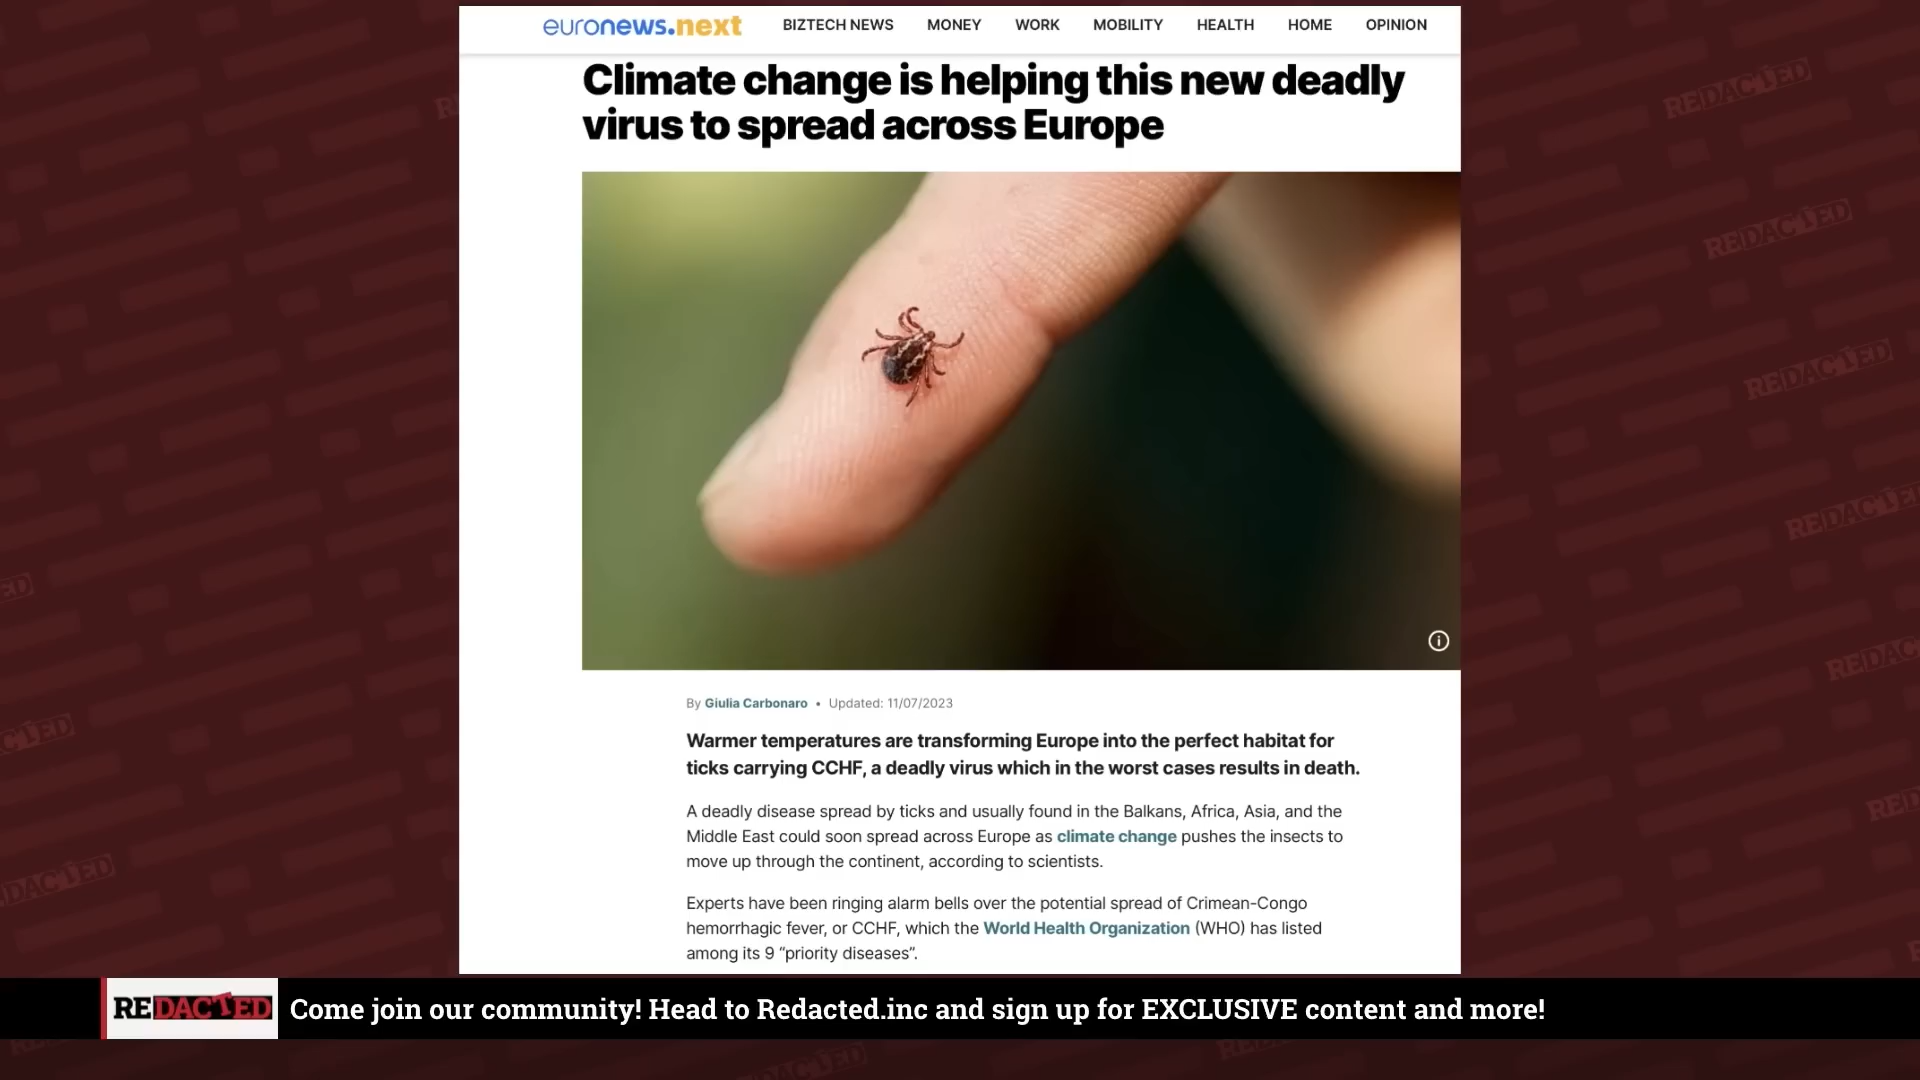 euronews.next BIZTECH NEWS MONEY WORK MOBILITY HEALTH HOME OPINION
Climate change is helping this new deadly
virus to spread across Europe
By Giulia Carbonaro • Updated: 11/07/2023
Warmer temperatures are transforming Europe into the perfect habitat for
ticks carrying CCHF, a deadly virus which in the worst cases results in death.
A deadly disease spread by ticks and usually found in the Balkans, Africa, Asia, and the
Middle East could soon spread across Europe as climate change pushes the insects to
move up through the continent, according to scientists.
Experts have been ringing alarm bells over the potential spread of Crimean-Congo
hemorrhagic fever, or CCHF, which the World Health Organization (WHO) has listed
among its 9 “priority diseases”.
REDACTED Come join our community! Head to Redacted.inc and sign up for EXCLUSIVE content and more!
REDACTED
REDACTED
REDACTED